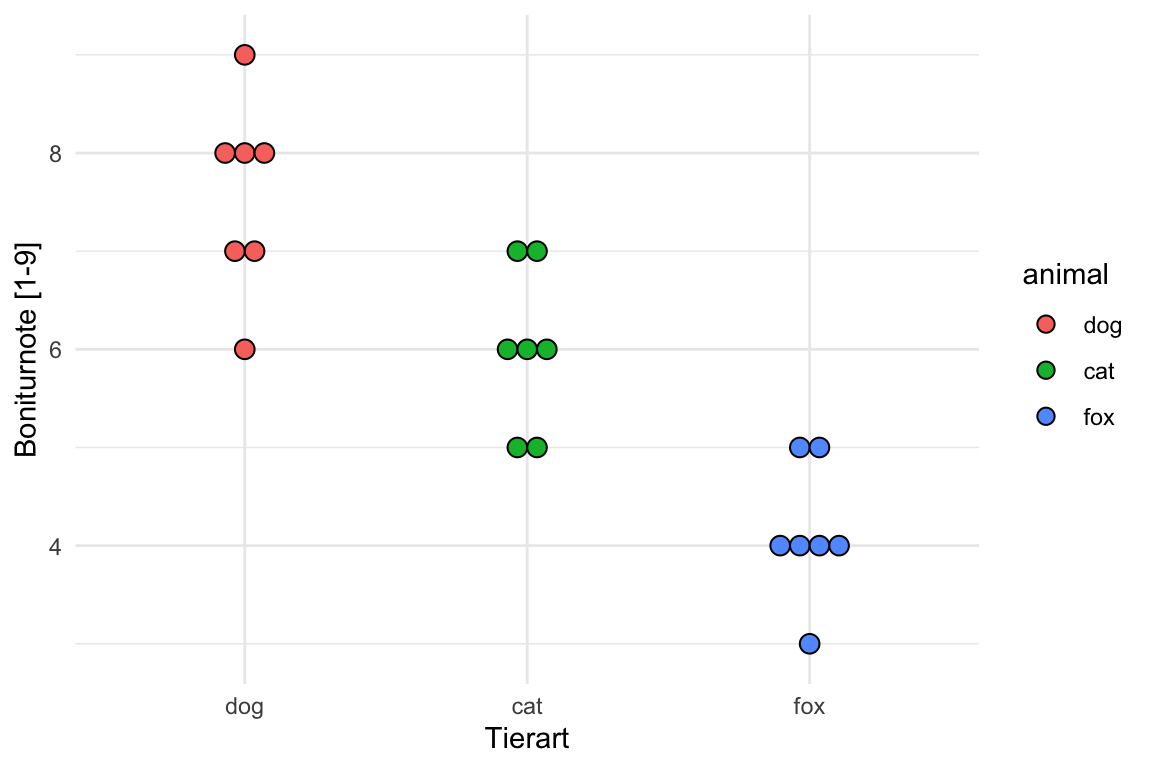 Boniturnote [1-9]
8
6
4
dog cat fox
Tierart
animal
dog
cat
fox